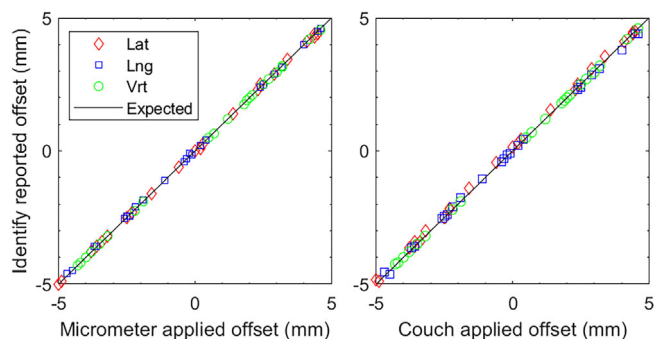 5
0
-5
Identify reported offset (mm)
Lat
Lng
Vrt
Expected
-5 0 5
Micrometer applied offset (mm)
5
0
-5
-5 0 5
Couch applied offset (mm)